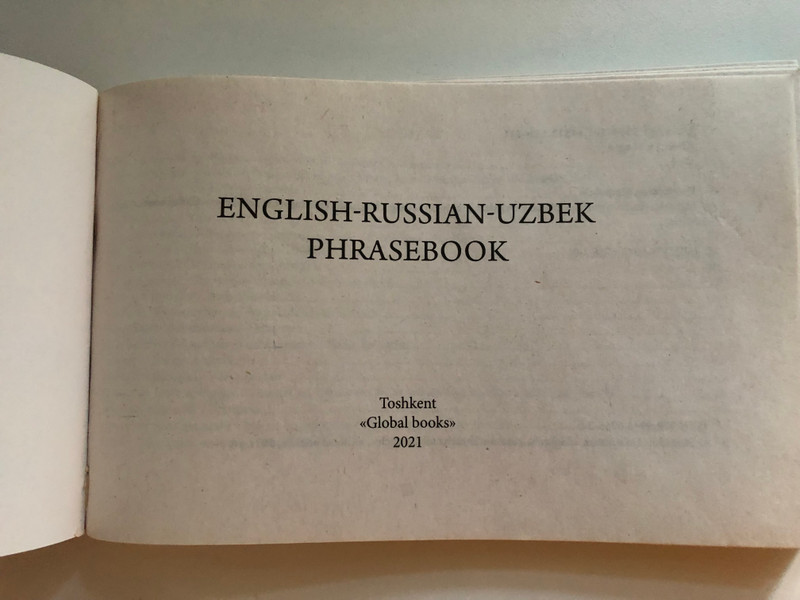 ENGLISH-RUSSIAN-UZBEK
PHRASEBOOK
Toshkent
«Global books»
2021